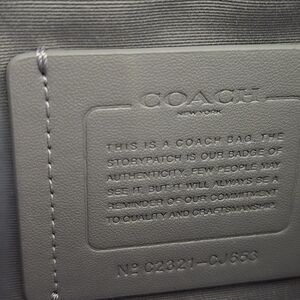 COACH
NEW YORK
THIS IS A COACH BAG. THE
STORYPATCH IS OUR BADGE OF
AUTHENTICITY. FEW PEOPLE MAY
SEE IT, BUT IT WILL ALWAYS BE A
REMINDER OF OUR COMMITMENT
TO QUALITY AND CRAFTSMANSHIP.
Nº C2321-CJ653